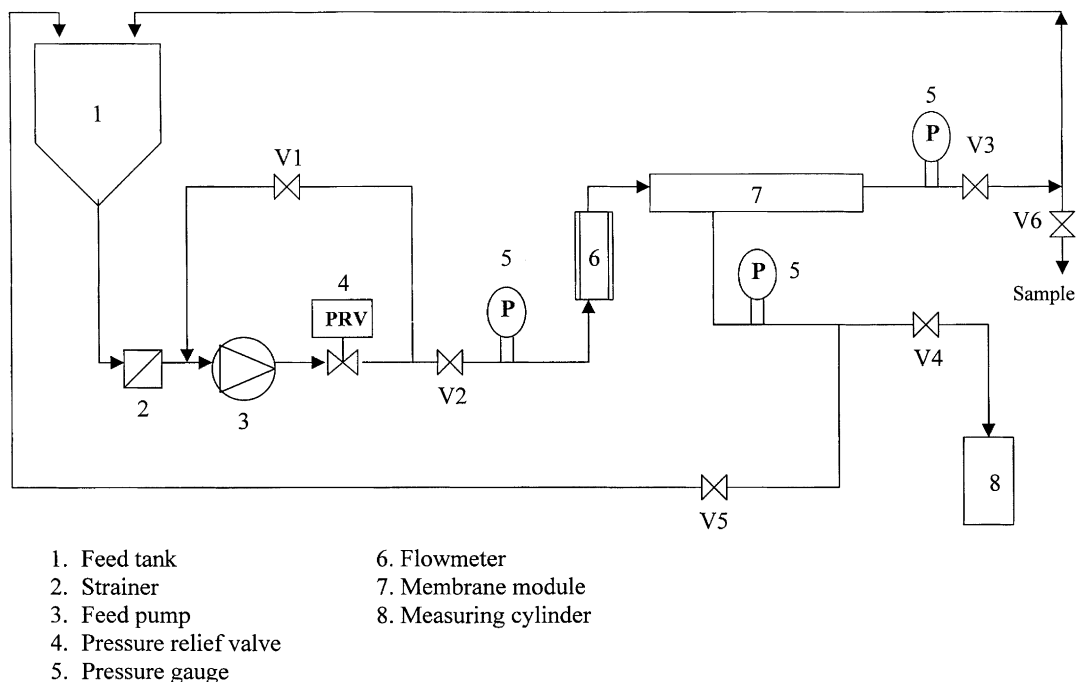 5
1
P
V3
V1
7
V6
5
6
P
5
4
Sample
P
PRV
V4
V2
2
3
8
V5
1. Feed tank
2. Strainer
3. Feed pump
4. Pressure relief valve
5. Pressure gauge
6. Flowmeter
7. Membrane module
8. Measuring cylinder